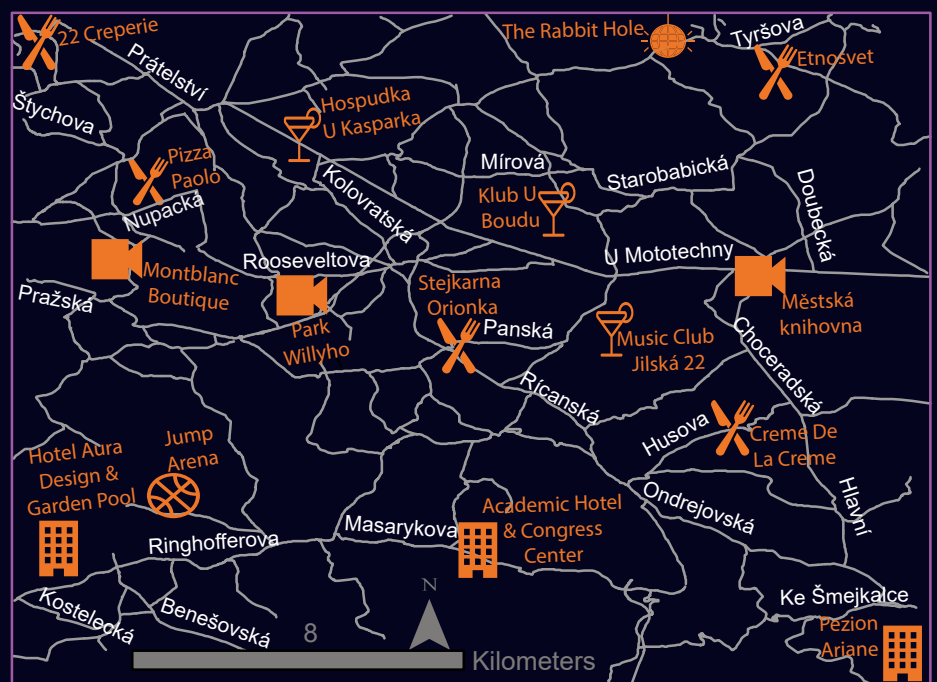 22 Creperie
The Rabbit Hole
Tyršova
Etnosvet
Prátelství
Štychova
Hospudka
U Kasparka
Pizza
Paolo
Mírová
Starobabická
Kolovratská
Klub U
Boudu
Doubecká
Nupacká
Rooseveltova
U Mototechny
Montblanc
Boutique
Stejkarna
Orionka
Pražská
Městská
knihovna
Park
Willyho
Panská
Music Club
Jilská 22
Choceradská
Rícanská
Husova
Creme De
La Creme
Jump
Arena
Hotel Aura
Design &
Garden Pool
Hlavní
Ondrejovská
Academic Hotel
& Congress
Center
Masarykova
Ringhofferova
Kostelecká
Benešovská
N
Ke Šmejkalce
Pezion
Ariane
8
Kilometers